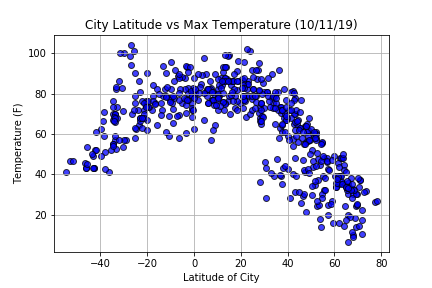 City Latitude vs Max Temperature (10/11/19)
Temperature (F)
100
80
60
40
20
−40 −20 0 20 40 60 80
Latitude of City